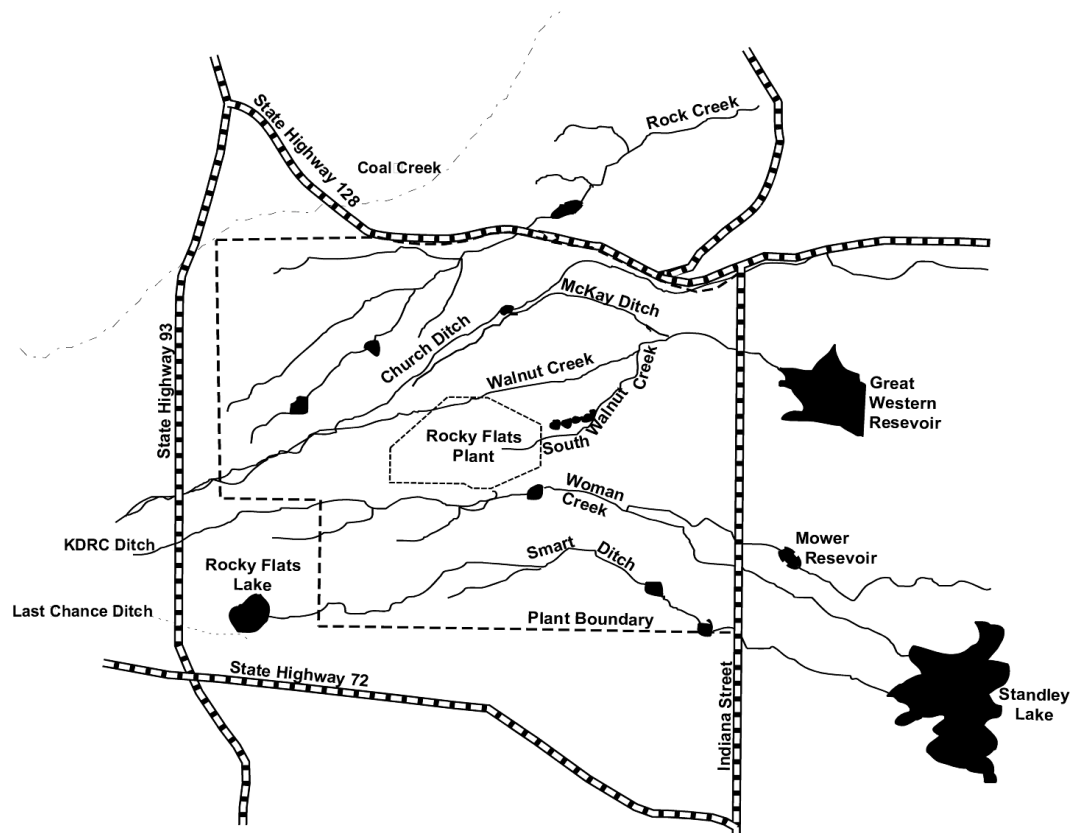 Rock Creek
State Highway 128
Coal Creek
McKay Ditch
Church Ditch
State Highway 93
Walnut Creek
South Walnut Creek
Great
Western
Resevoir
Rocky Flats
Plant
Woman
Creek
KDRC Ditch
Mower
Resevoir
Smart Ditch
Rocky Flats
Lake
Last Chance Ditch
Plant Boundary
State Highway 72
Indiana Street
Standley
Lake